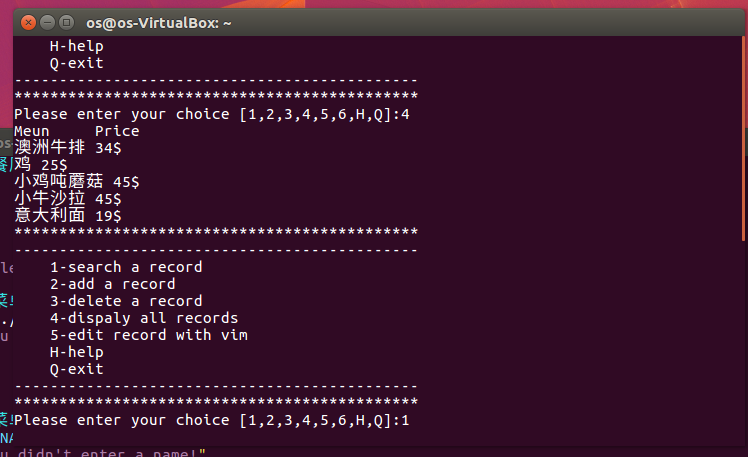 os@os-VirtualBox: ~
H-help
Q-exit
---------------------------------------------
*********************************************
Please enter your choice [1,2,3,4,5,6,H,Q]:4
Meun     Price
澳洲牛排 34$
鸡 25$
小鸡吨蘑菇 45$
小牛沙拉 45$
意大利面 19$
*********************************************
---------------------------------------------
1-search a record
2-add a record
3-delete a record
4-dispaly all records
5-edit record with vim
H-help
Q-exit
---------------------------------------------
*********************************************
Please enter your choice [1,2,3,4,5,6,H,Q]:1
u didn't enter a name!"